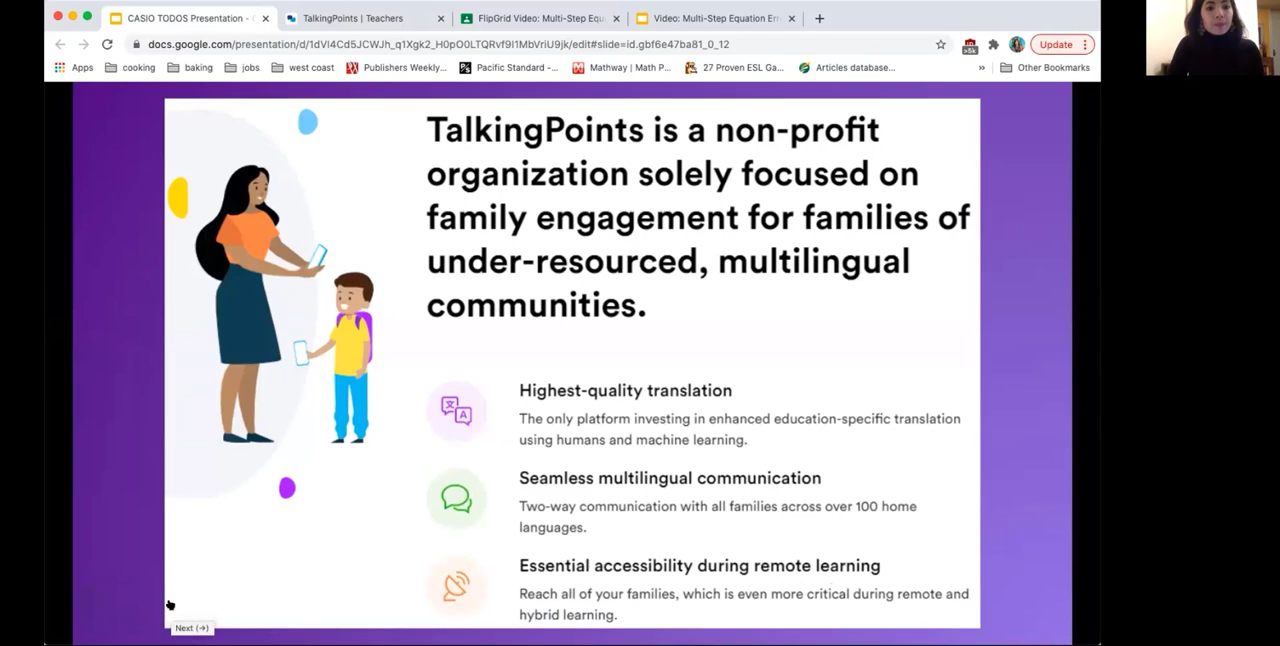 CASIO TODOS Presentation -
TalkingPoints | Teachers
FlipGrid Video: Multi-Step Equ
Video: Multi-Step Equation Err
docs.google.com/presentation/d/1dVI4Cd5JCWJh_q1Xgk2_H0pO0LTQRvf9I1MbVriU9jk/edit#slide=id.gbf6e47ba81_0_12
Update
Apps
cooking
baking
jobs
west coast
Publishers Weekly...
Pacific Standard -...
Mathway | Math P...
27 Proven ESL Ga...
Articles database...
»
Other Bookmarks
TalkingPoints is a non-profit
organization solely focused on
family engagement for families of
under-resourced, multilingual
communities.
Highest-quality translation
The only platform investing in enhanced education-specific translation
using humans and machine learning.
Seamless multilingual communication
Two-way communication with all families across over 100 home
languages.
Essential accessibility during remote learning
Reach all of your families, which is even more critical during remote and
hybrid learning.
Next (→)